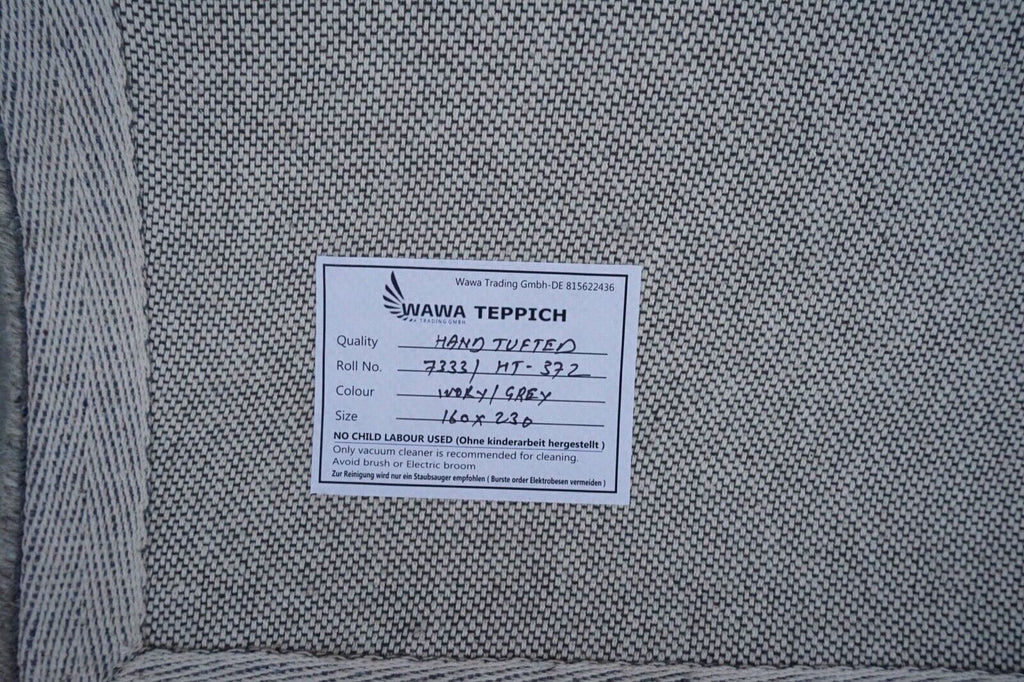 Wawa Trading Gmbh-DE 815622436
WAWA TEPPICH
TRADING GMBH
Quality HAND TUFTED
Roll No. 7333/ HT-372
Colour IVORY/GREY
Size 160x230
NO CHILD LABOUR USED (Ohne kinderarbeit hergestellt )
Only vacuum cleaner is recommended for cleaning.
Avoid brush or Electric broom
Zur Reinigung wird nur ein Staubsauger empfohlen ( Burste order Elektrobesen vermeiden )